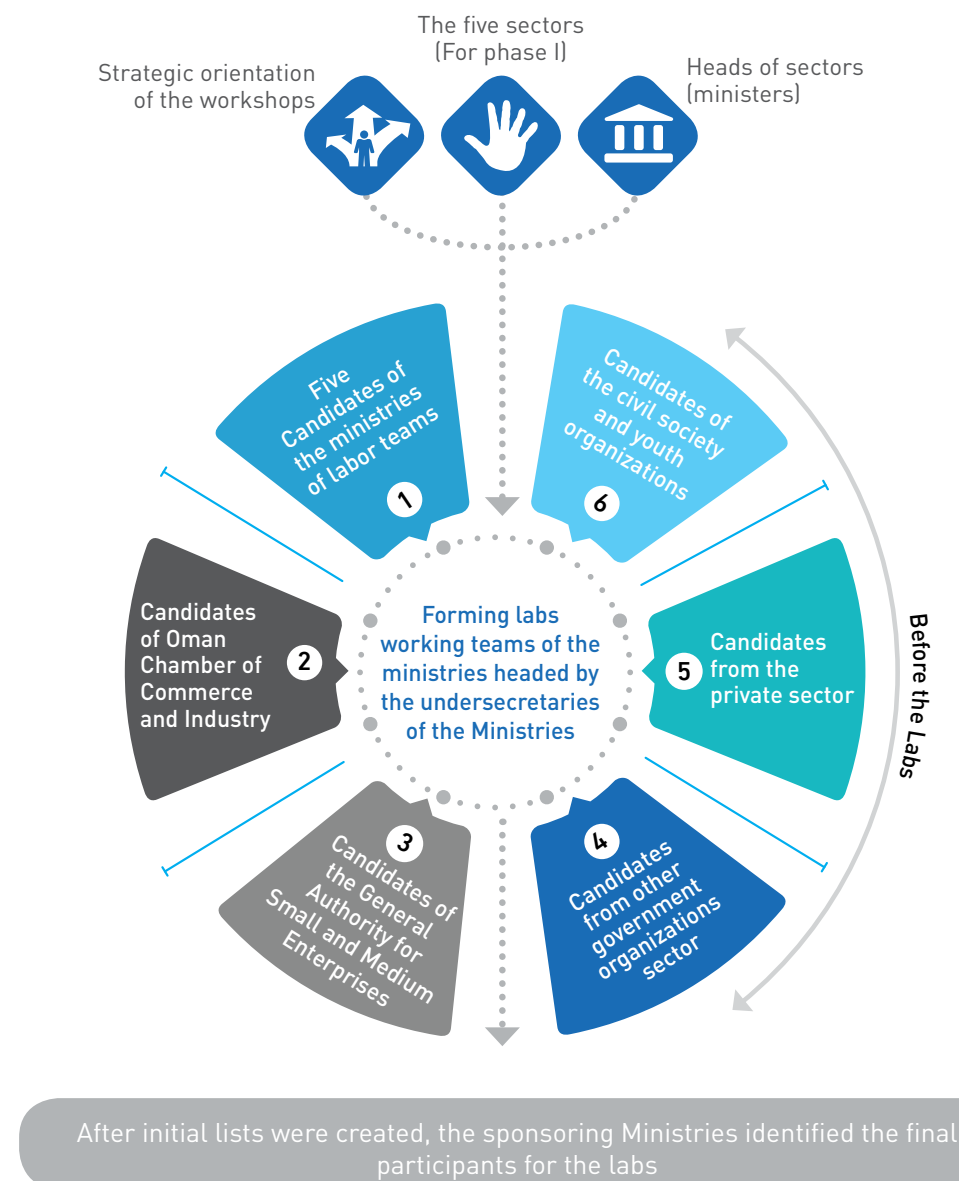 The five sectors
(For phase I)
Strategic orientation
of the workshops
Heads of sectors
(ministers)
Five
Candidates of
the ministries
of labor teams
1
Candidates
of Oman
Chamber of
Commerce
and Industry
2
Candidates of
the General
Authority for
Small and Medium
Enterprises
3
Candidates
from other
government
organizations
sector
4
Candidates
from the
private sector
5
Candidates of
the civil society
and youth
organizations
6
Forming labs
working teams of the
ministries headed by
the undersecretaries
of the Ministries
Before the Labs
After initial lists were created, the sponsoring Ministries identified the final
participants for the labs